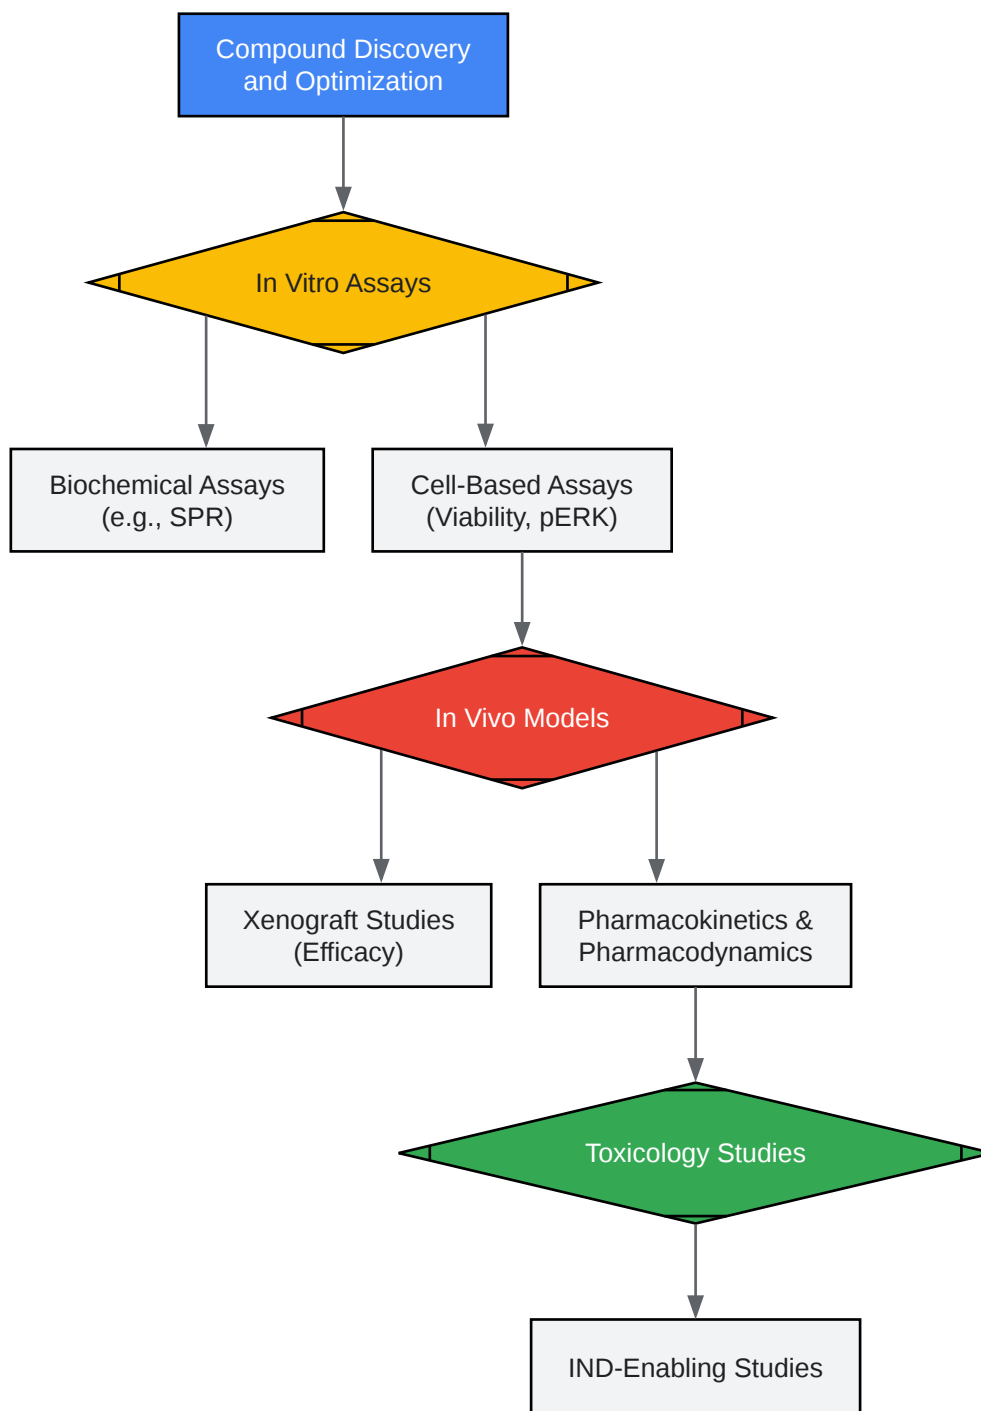 Compound Discovery
and Optimization
In Vitro Assays
Biochemical Assays
(e.g., SPR)
Cell-Based Assays
(Viability, pERK)
In Vivo Models
Xenograft Studies
(Efficacy)
Pharmacokinetics &
Pharmacodynamics
Toxicology Studies
IND-Enabling Studies